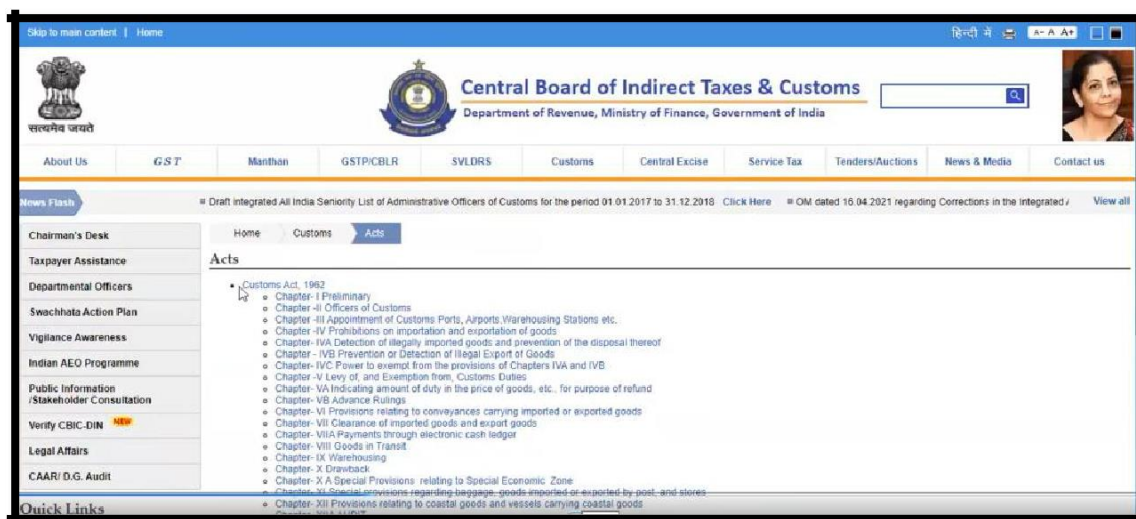 Skip to main content | Home
हिन्दी में A- A A+
सत्यमेव जयते
Central Board of Indirect Taxes & Customs
Department of Revenue, Ministry of Finance, Government of India
About Us GST Manthan GSTP/CBLR SVLDRS Customs Central Excise Service Tax Tenders/Auctions News & Media Contact us
News Flash
Draft integrated All India Seniority List of Administrative Officers of Customs for the period 01.01.2017 to 31.12.2018 Click Here OM dated 16.04.2021 regarding Corrections in the Integrated View all
Chairman's Desk
Taxpayer Assistance
Departmental Officers
Swachhata Action Plan
Vigilance Awareness
Indian AEO Programme
Public Information
/Stakeholder Consultation
Verify CBIC-DIN NEW
Legal Affairs
CAAR/ D.G. Audit
Quick Links
Home Customs Acts
Acts
Customs Act, 1962
Chapter- I Preliminary
Chapter -II Officers of Customs
Chapter -III Appointment of Customs Ports, Airports,Warehousing Stations etc.
Chapter -IV Prohibitions on importation and exportation of goods
Chapter- IVA Detection of illegally imported goods and prevention of the disposal thereof
Chapter - IVB Prevention or Detection of Illegal Export of Goods
Chapter- IVC Power to exempt from the provisions of Chapters IVA and IVB
Chapter -V Levy of, and Exemption from, Customs Duties
Chapter- VA Indicating amount of duty in the price of goods, etc., for purpose of refund
Chapter- VB Advance Rulings
Chapter- VI Provisions relating to conveyances carrying imported or exported goods
Chapter- VII Clearance of imported goods and export goods
Chapter- VIIA Payments through electronic cash ledger
Chapter- VIII Goods in Transit
Chapter- IX Warehousing
Chapter- X Drawback
Chapter- X A Special Provisions relating to Special Economic Zone
Chapter- XI Special provisions regarding baggage, goods imported or exported by post, and stores
Chapter- XII Provisions relating to coastal goods and vessels carrying coastal goods